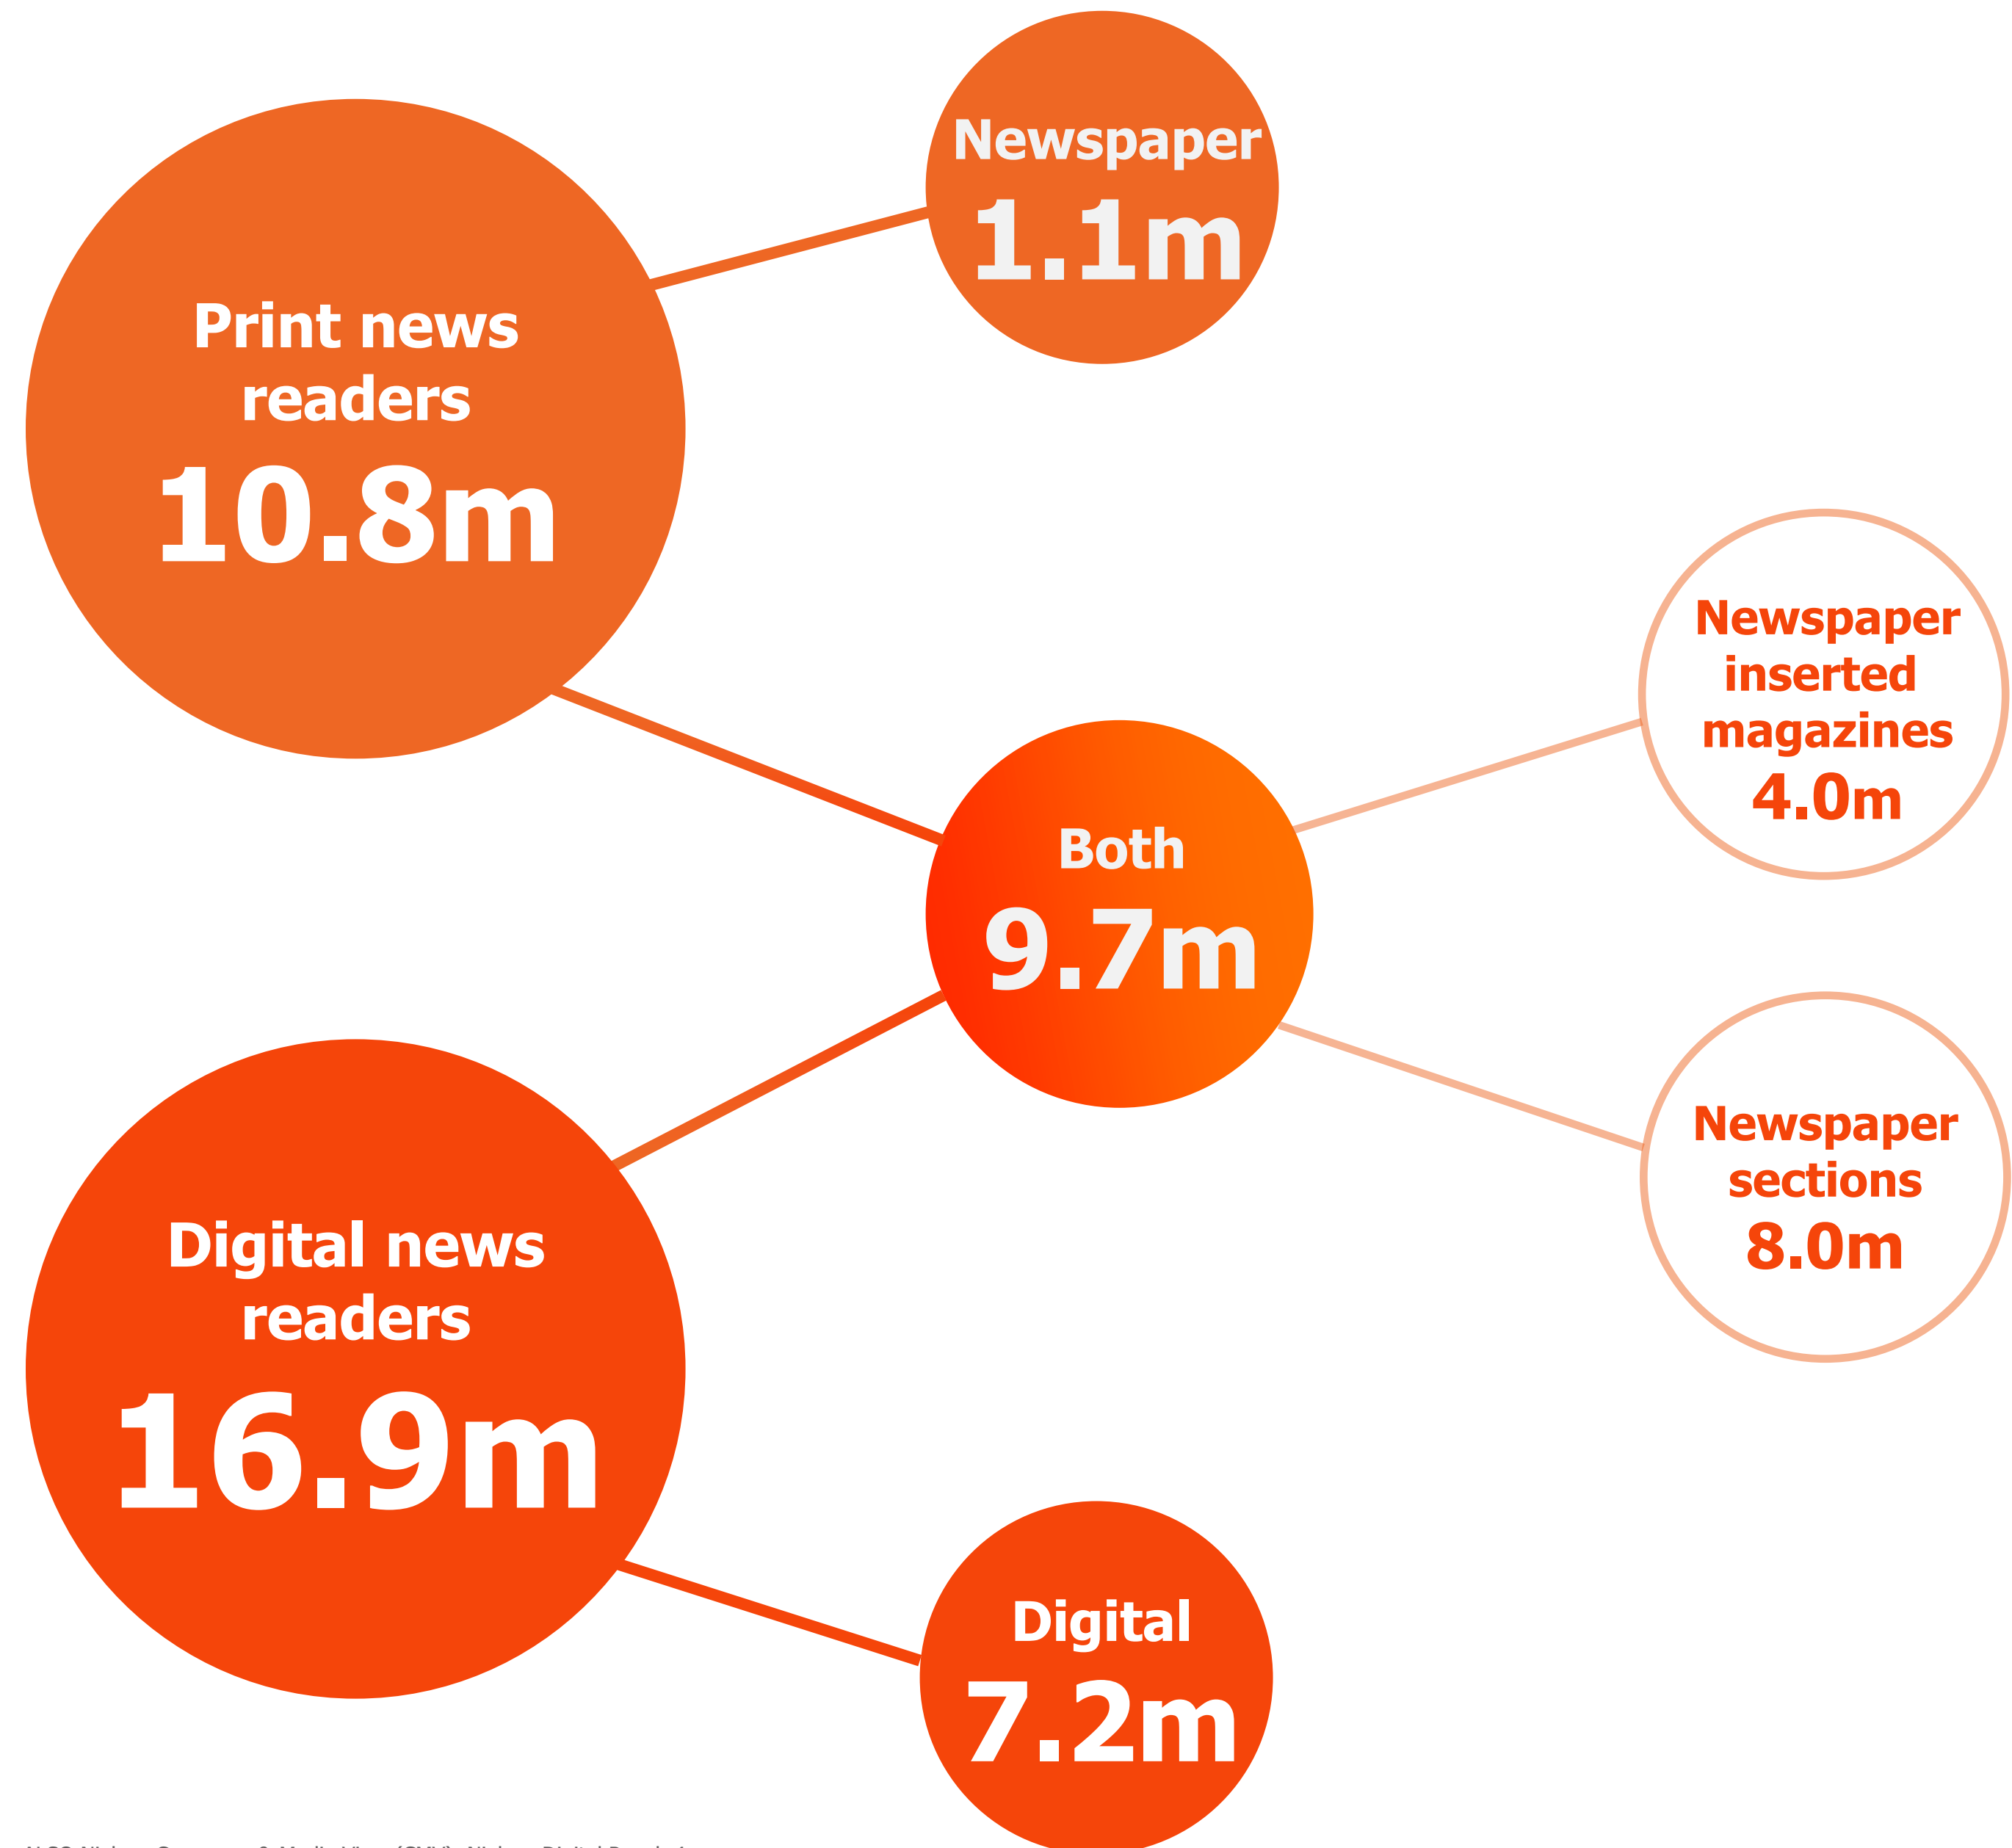 Newspaper
1.1m
Print news
readers
10.8m
Newspaper
inserted
magazines
4.0m
Both
9.7m
Newspaper
sections
8.0m
Digital news
readers
16.9m
Digital
7.2m